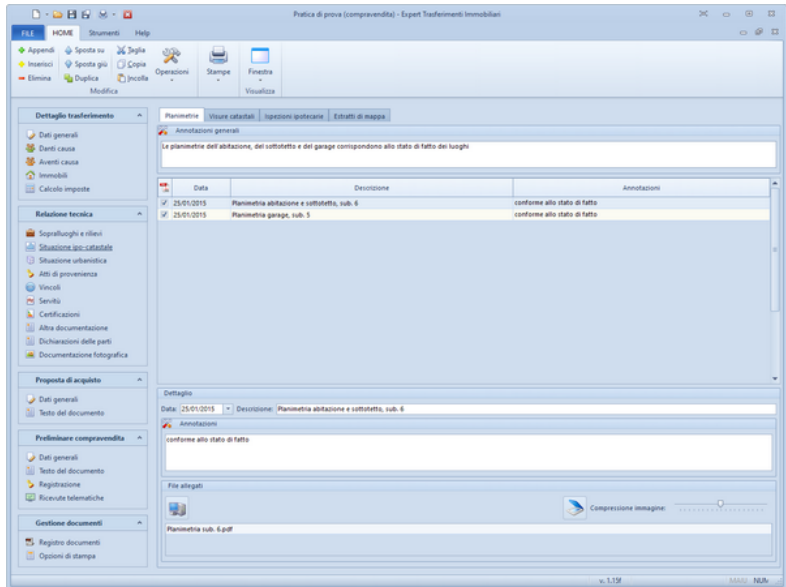 Pratica di prova (compravendita) - Expert Trasferimenti Immobiliari
FILE HOME Strumenti Help
Appendi Sposta su Taglia
Inserisci Sposta giù Copia
Elimina Duplica Incolla
Operazioni Stampe Finestra
Modifica Visualizza
Dettaglio trasferimento
Dati generali
Danti causa
Aventi causa
Immobili
Calcolo imposte
Relazione tecnica
Sopralluoghi e rilievi
Situazione ipo-catastale
Situazione urbanistica
Atti di provenienza
Vincoli
Servitù
Certificazioni
Altra documentazione
Dichiarazioni delle parti
Documentazione fotografica
Proposta di acquisto
Dati generali
Testo del documento
Preliminare compravendita
Dati generali
Testo del documento
Registrazione
Ricevute telematiche
Gestione documenti
Registro documenti
Opzioni di stampa
Planimetrie Visure catastali Ispezioni ipotecarie Estratti di mappa
Annotazioni generali
Le planimetrie dell'abitazione, del sottotetto e del garage corrispondono allo stato di fatto dei luoghi
Data Descrizione Annotazioni
25/01/2015 Planimetria abitazione e sottotetto, sub. 6 conforme allo stato di fatto
25/01/2015 Planimetria garage, sub. 5 conforme allo stato di fatto
Dettaglio
Data: 25/01/2015 Descrizione: Planimetria abitazione e sottotetto, sub. 6
Annotazioni
conforme allo stato di fatto
File allegati
Compressione immagine:
Planimetria sub. 6.pdf
v. 1.15f MAIU NUM